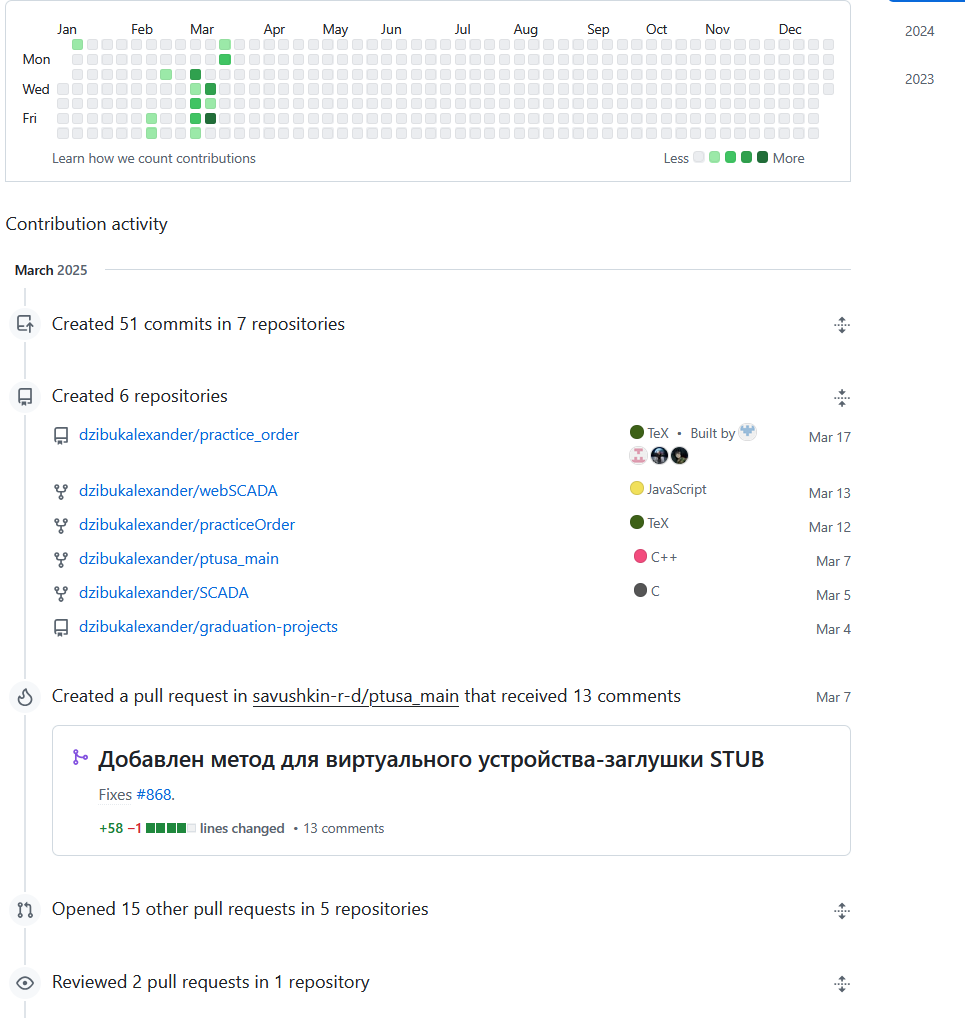 Jan Feb Mar Apr May Jun Jul Aug Sep Oct Nov Dec
Mon
Wed
Fri
Learn how we count contributions
Less More
2024
2023
Contribution activity
March 2025
Created 51 commits in 7 repositories
Created 6 repositories
dzibukalexander/practice_order TeX • Built by Mar 17
dzibukalexander/webSCADA JavaScript Mar 13
dzibukalexander/practiceOrder TeX Mar 12
dzibukalexander/ptusa_main C++ Mar 7
dzibukalexander/SCADA C Mar 5
dzibukalexander/graduation-projects Mar 4
Created a pull request in savushkin-r-d/ptusa_main that received 13 comments Mar 7
Добавлен метод для виртуального устройства-заглушки STUB
Fixes #868.
+58 −1 lines changed • 13 comments
Opened 15 other pull requests in 5 repositories
Reviewed 2 pull requests in 1 repository